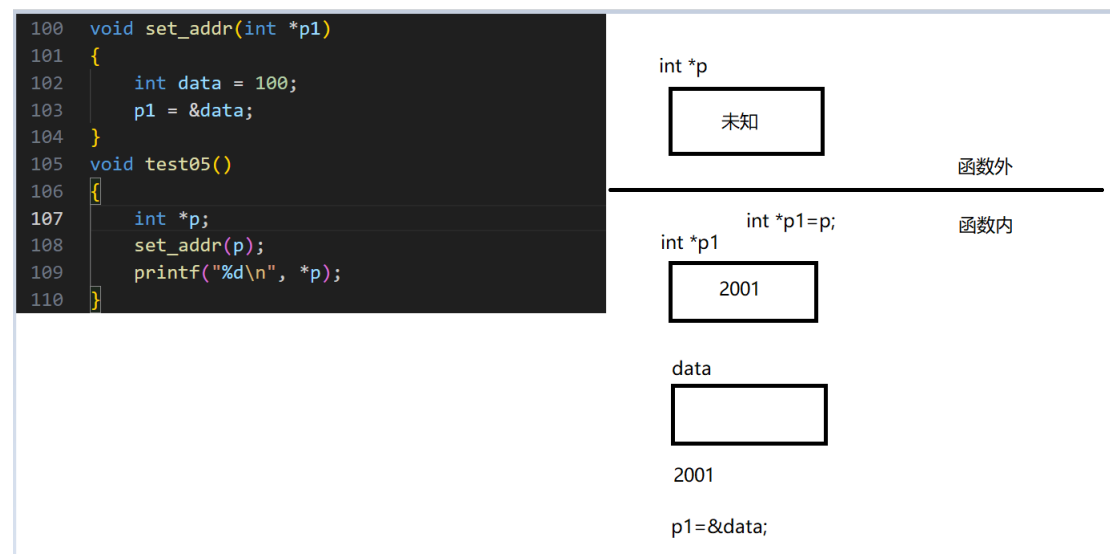 100 void set_addr(int *p1)
101 {
102     int data = 100;
103     p1 = &data;
104 }
105 void test05()
106 {
107     int *p;
108     set_addr(p);
109     printf("%d\n", *p);
110 }
int *p
未知
函数外
int *p1=p;
函数内
int *p1
2001
data
2001
p1=&data;